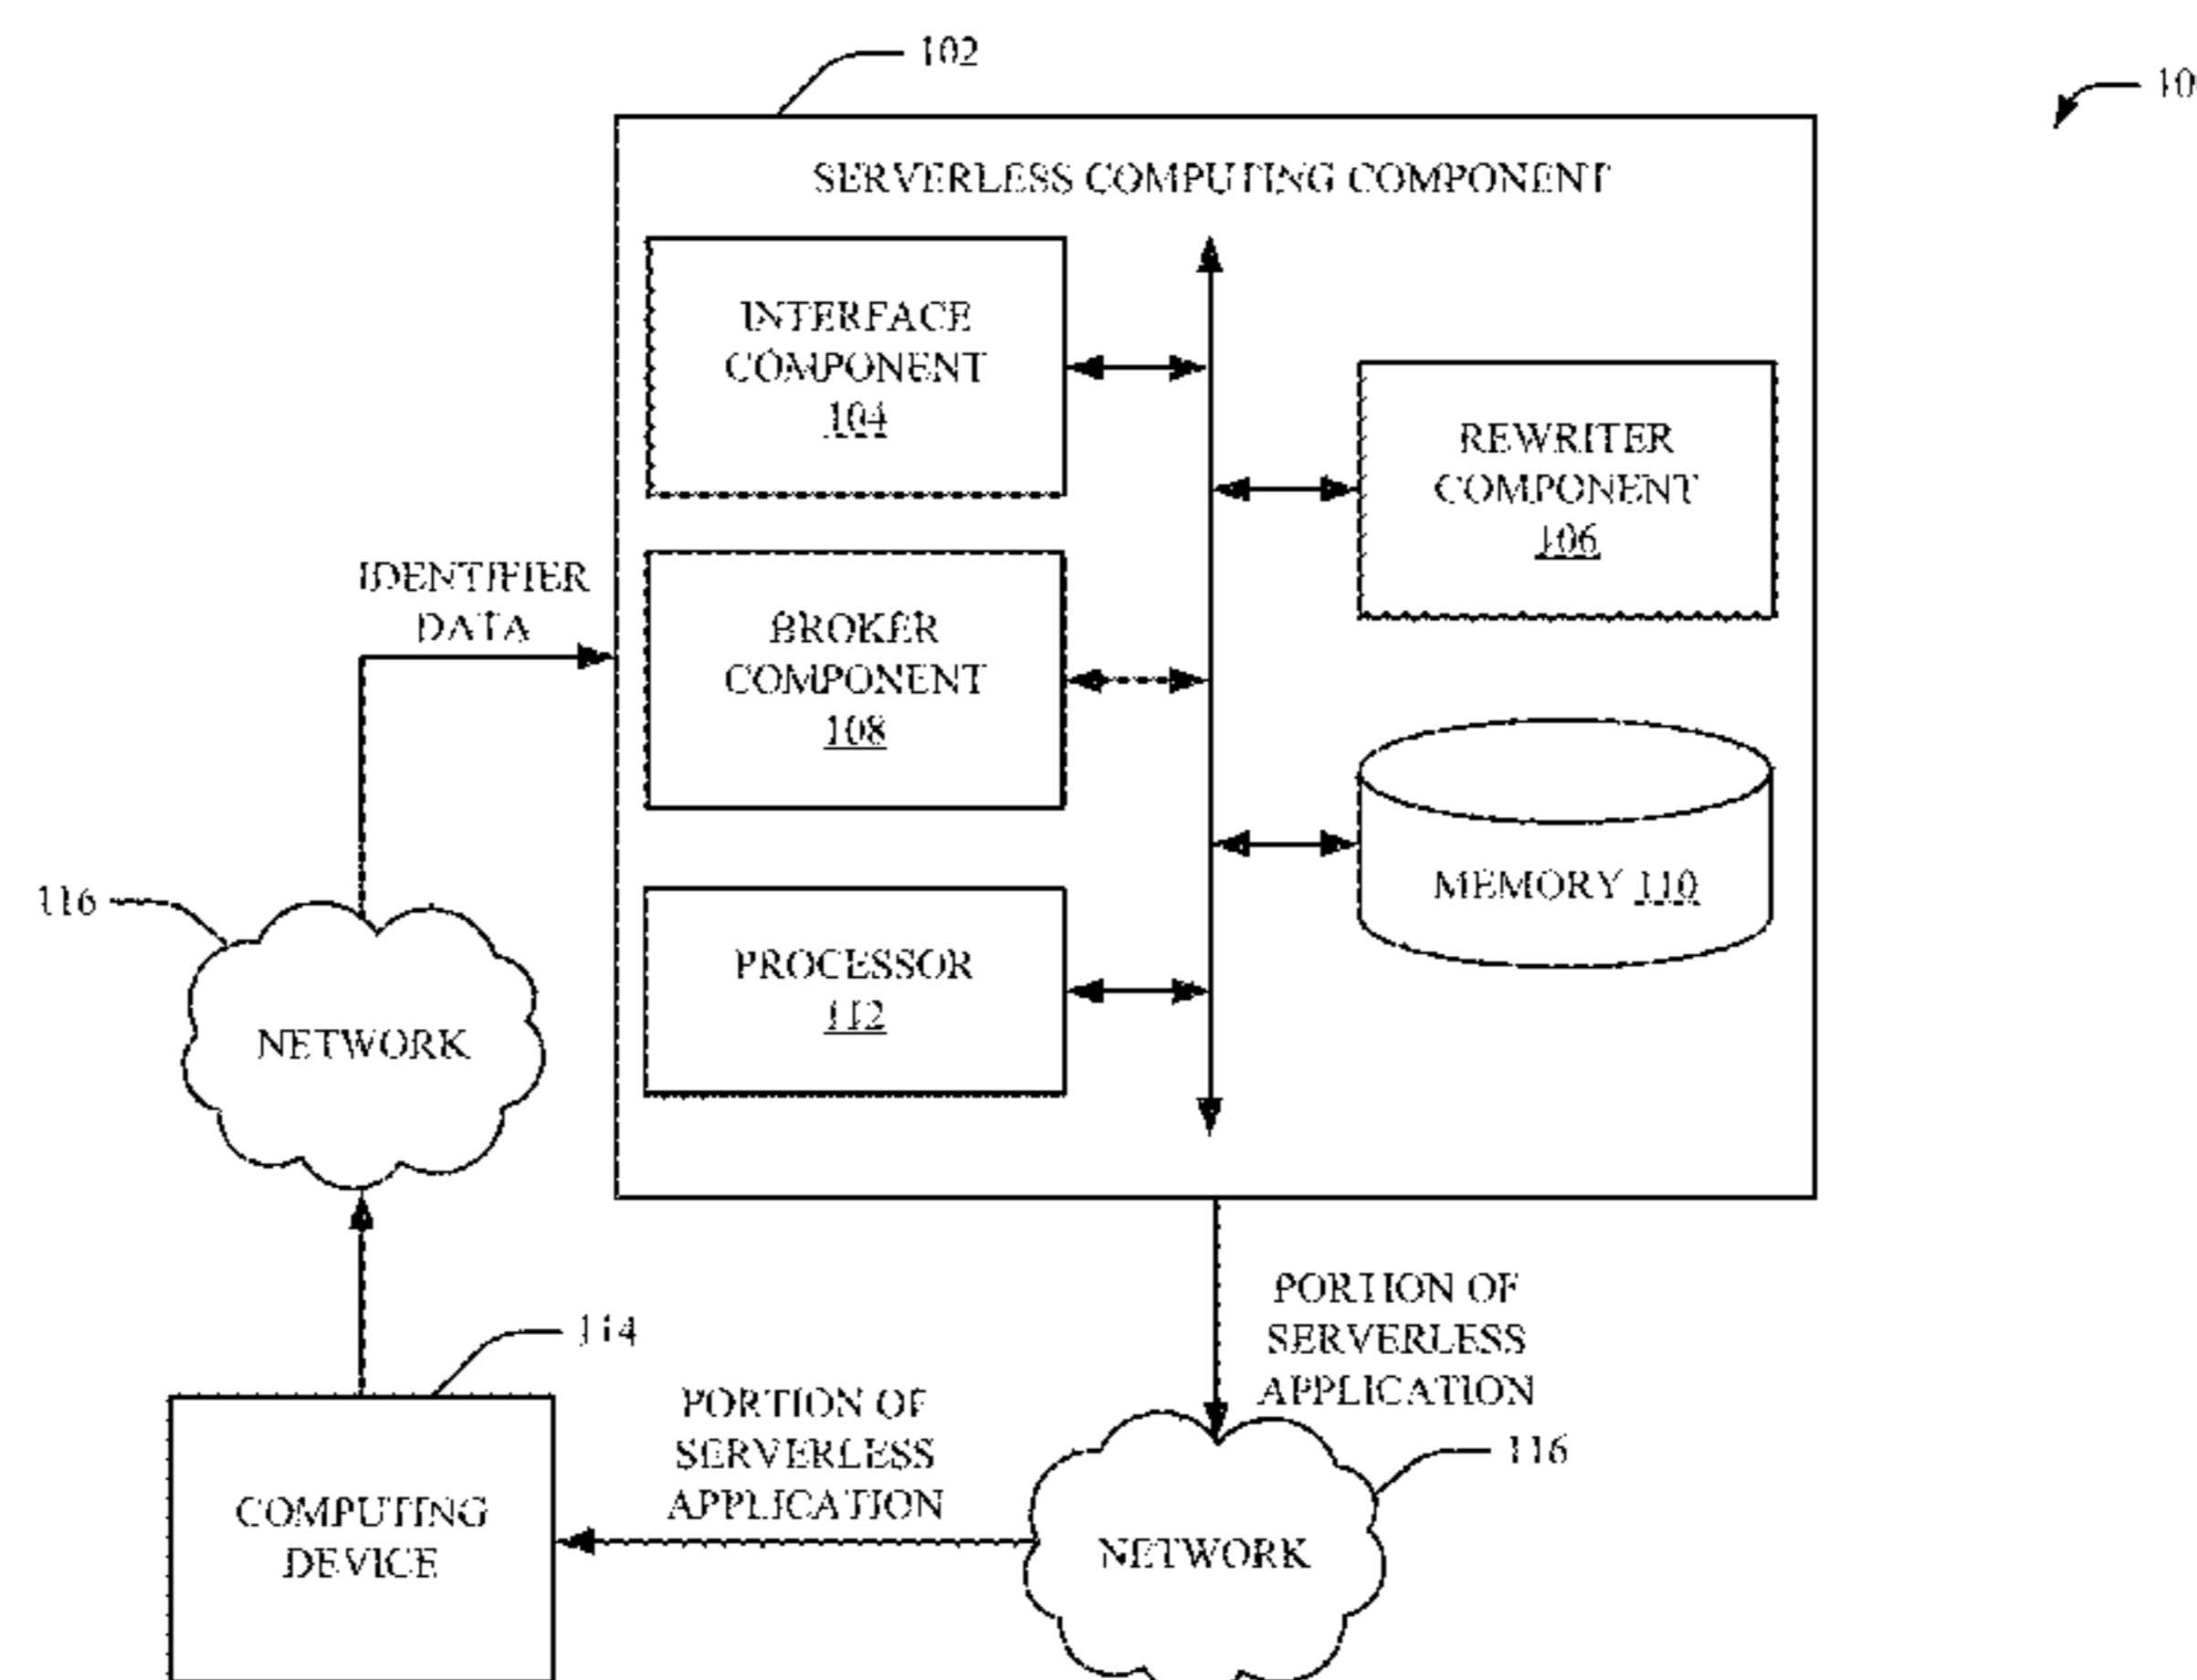 102
SERVERLESS COMPUTING COMPONENT
INTERFACE
COMPONENT
104
REWRITER
COMPONENT
106
IDENTIFIER
DATA
BROKER
COMPONENT
108
MEMORY 110
116
PROCESSOR
112
NETWORK
PORTION OF
SERVERLESS
APPLICATION
114
PORTION OF
SERVERLESS
APPLICATION
116
COMPUTING
DEVICE
NETWORK